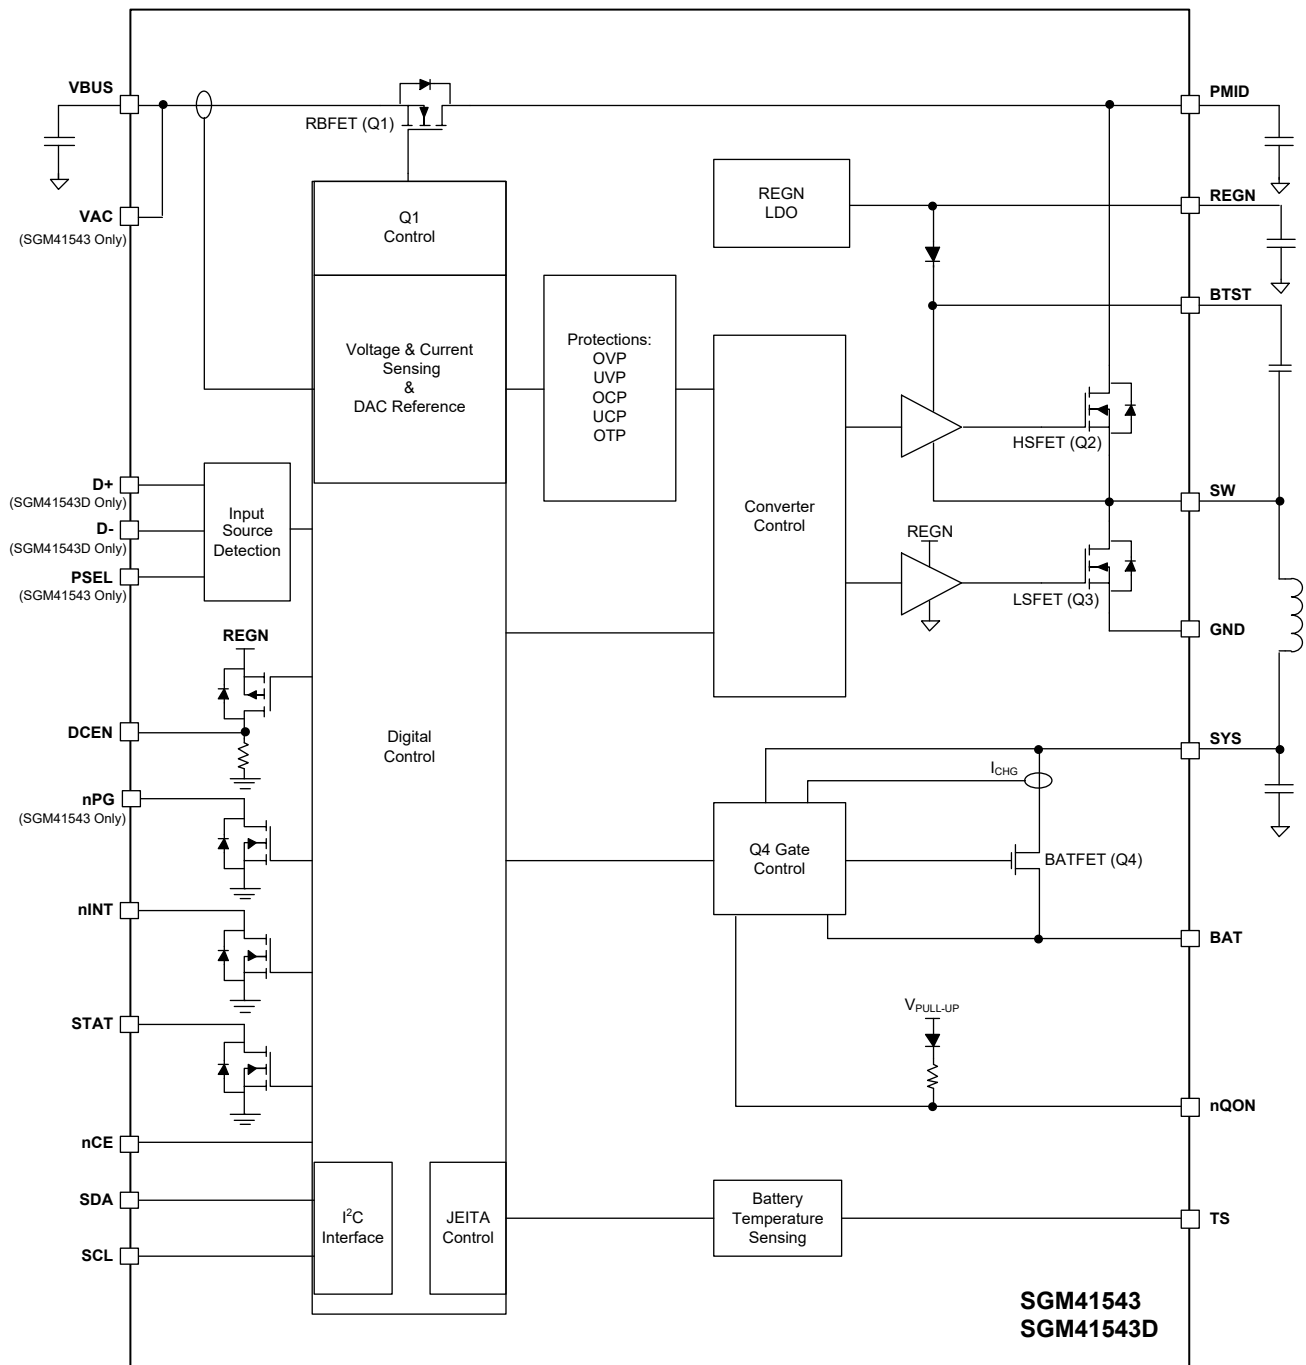 VBUS
VAC
(SGM41543 Only)
RBFET (Q1)
Q1
Control
Voltage & Current
Sensing
&
DAC Reference
Protections:
OVP
UVP
OCP
UCP
OTP
REGN
LDO
PMID
REGN
BTST
HSFET (Q2)
Converter
Control
SW
REGN
LSFET (Q3)
GND
D+
(SGM41543D Only)
D-
(SGM41543D Only)
PSEL
(SGM41543 Only)
Input
Source
Detection
REGN
DCEN
Digital
Control
nPG
(SGM41543 Only)
SYS
I_CHG
Q4 Gate
Control
BATFET (Q4)
BAT
nINT
STAT
V_PULL-UP
nQON
nCE
SDA
SCL
I²C
Interface
JEITA
Control
Battery
Temperature
Sensing
TS
SGM41543
SGM41543D